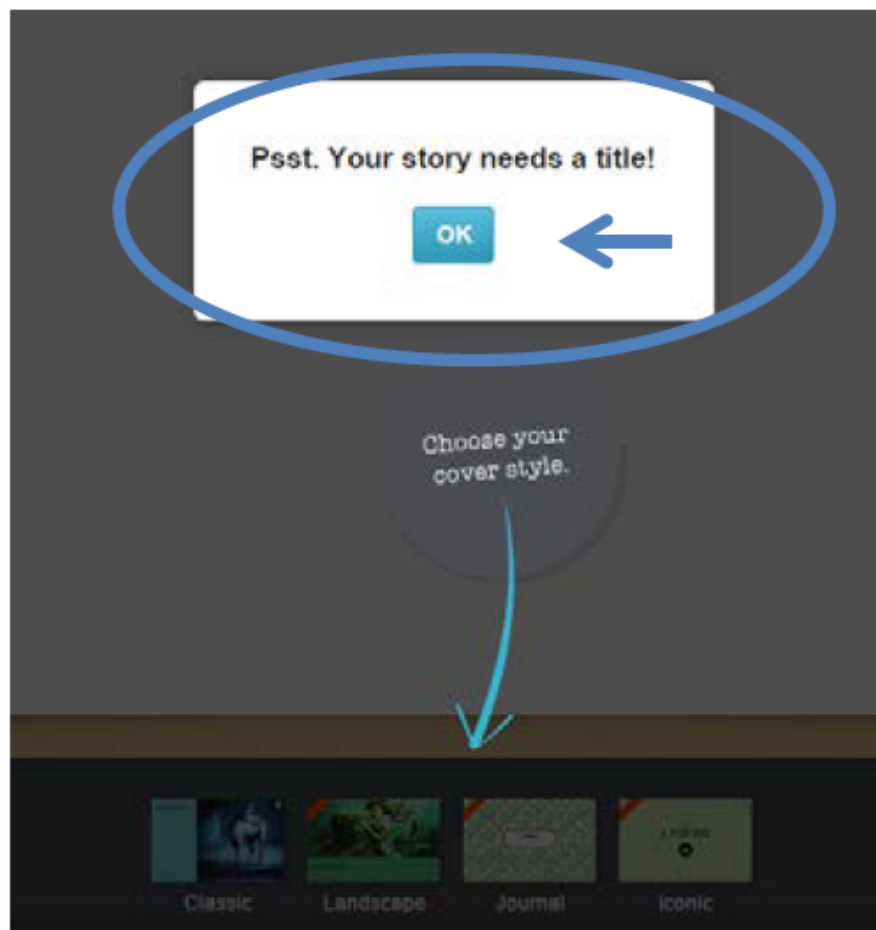 Psst. Your story needs a title!
OK
Choose your
cover style.
Classic
Landscape
Journal
Iconic